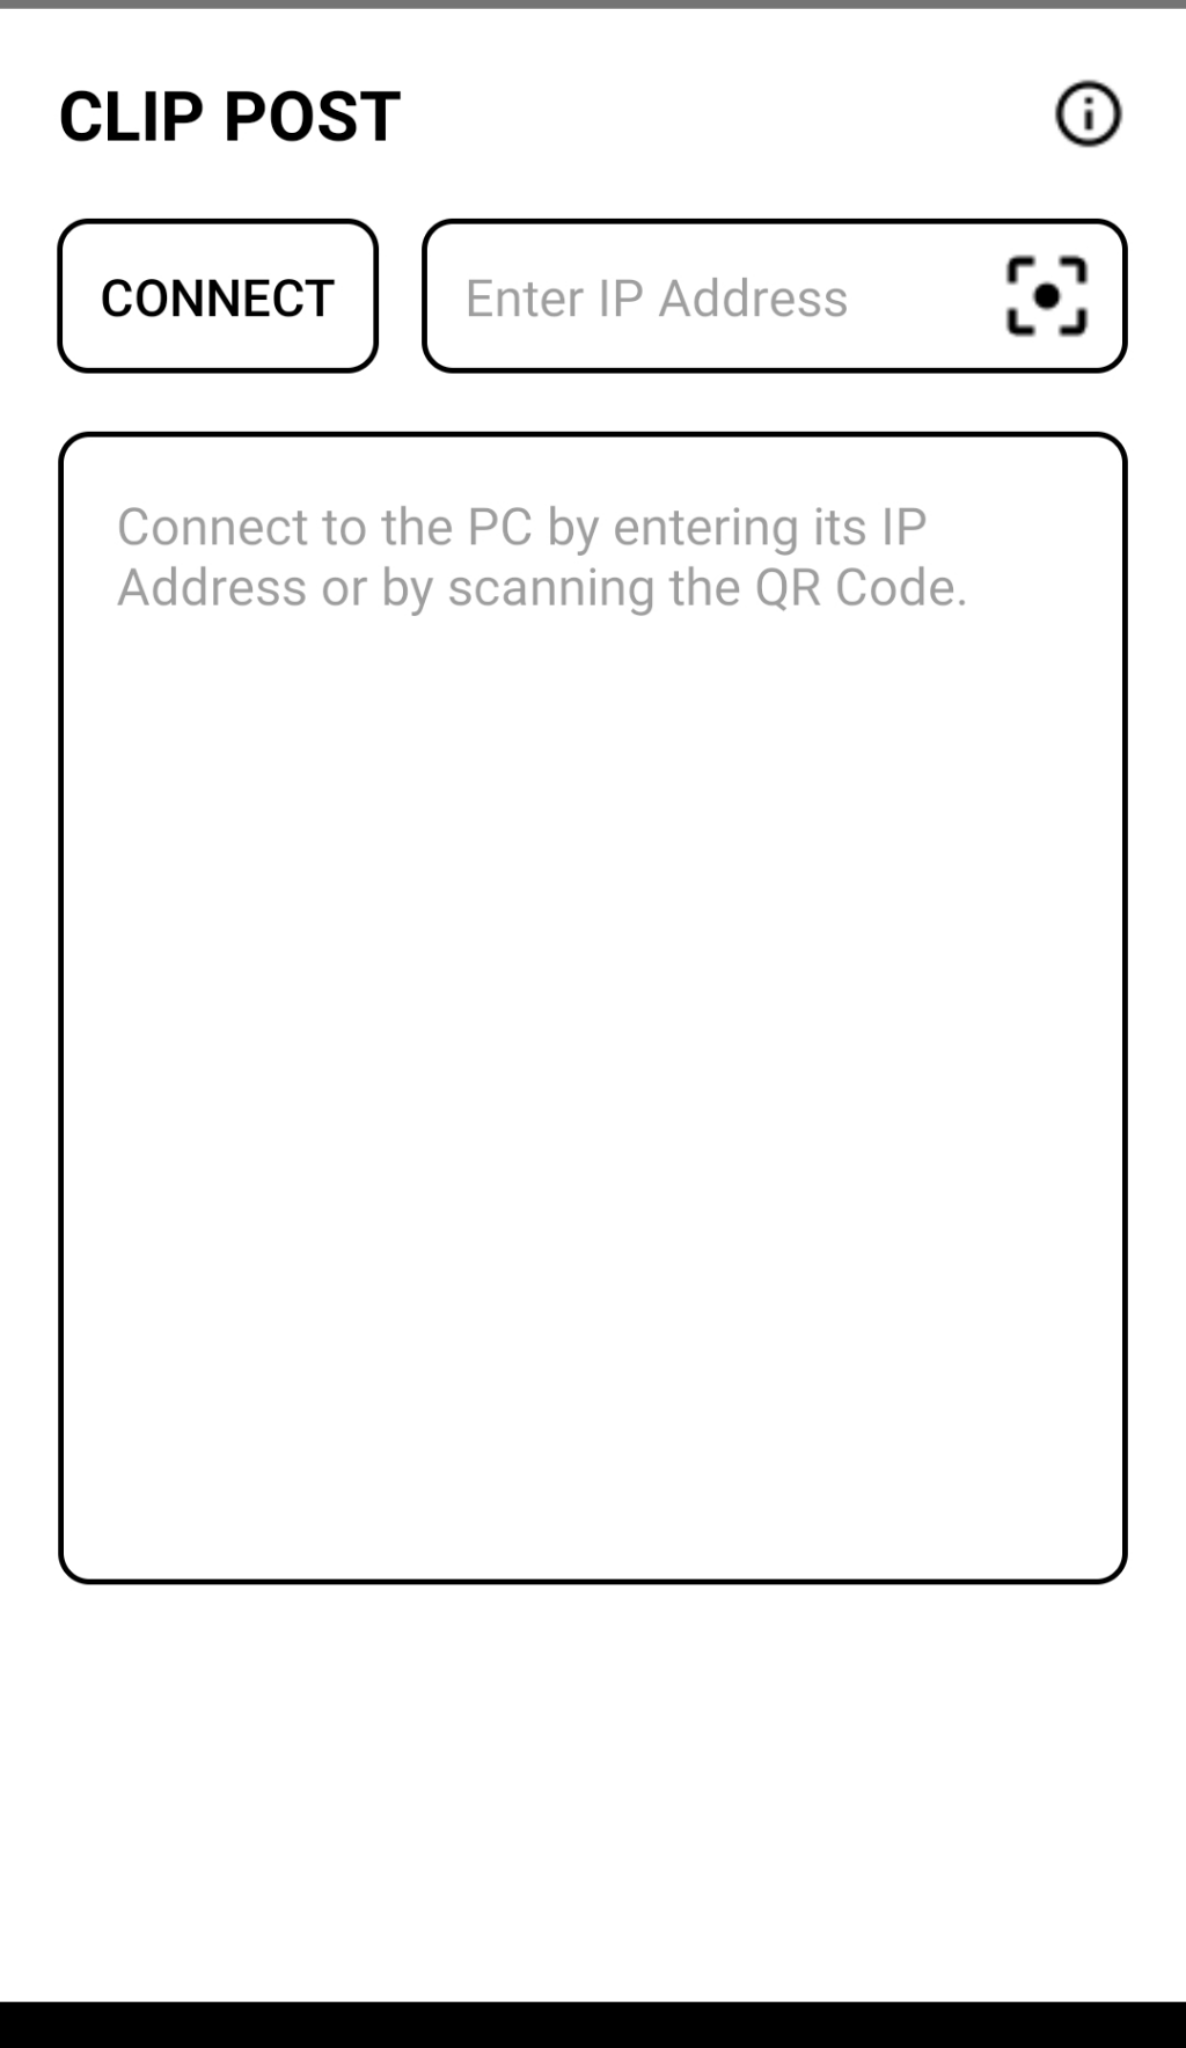 CLIP POST
CONNECT
Enter IP Address
Connect to the PC by entering its IP
Address or by scanning the QR Code.